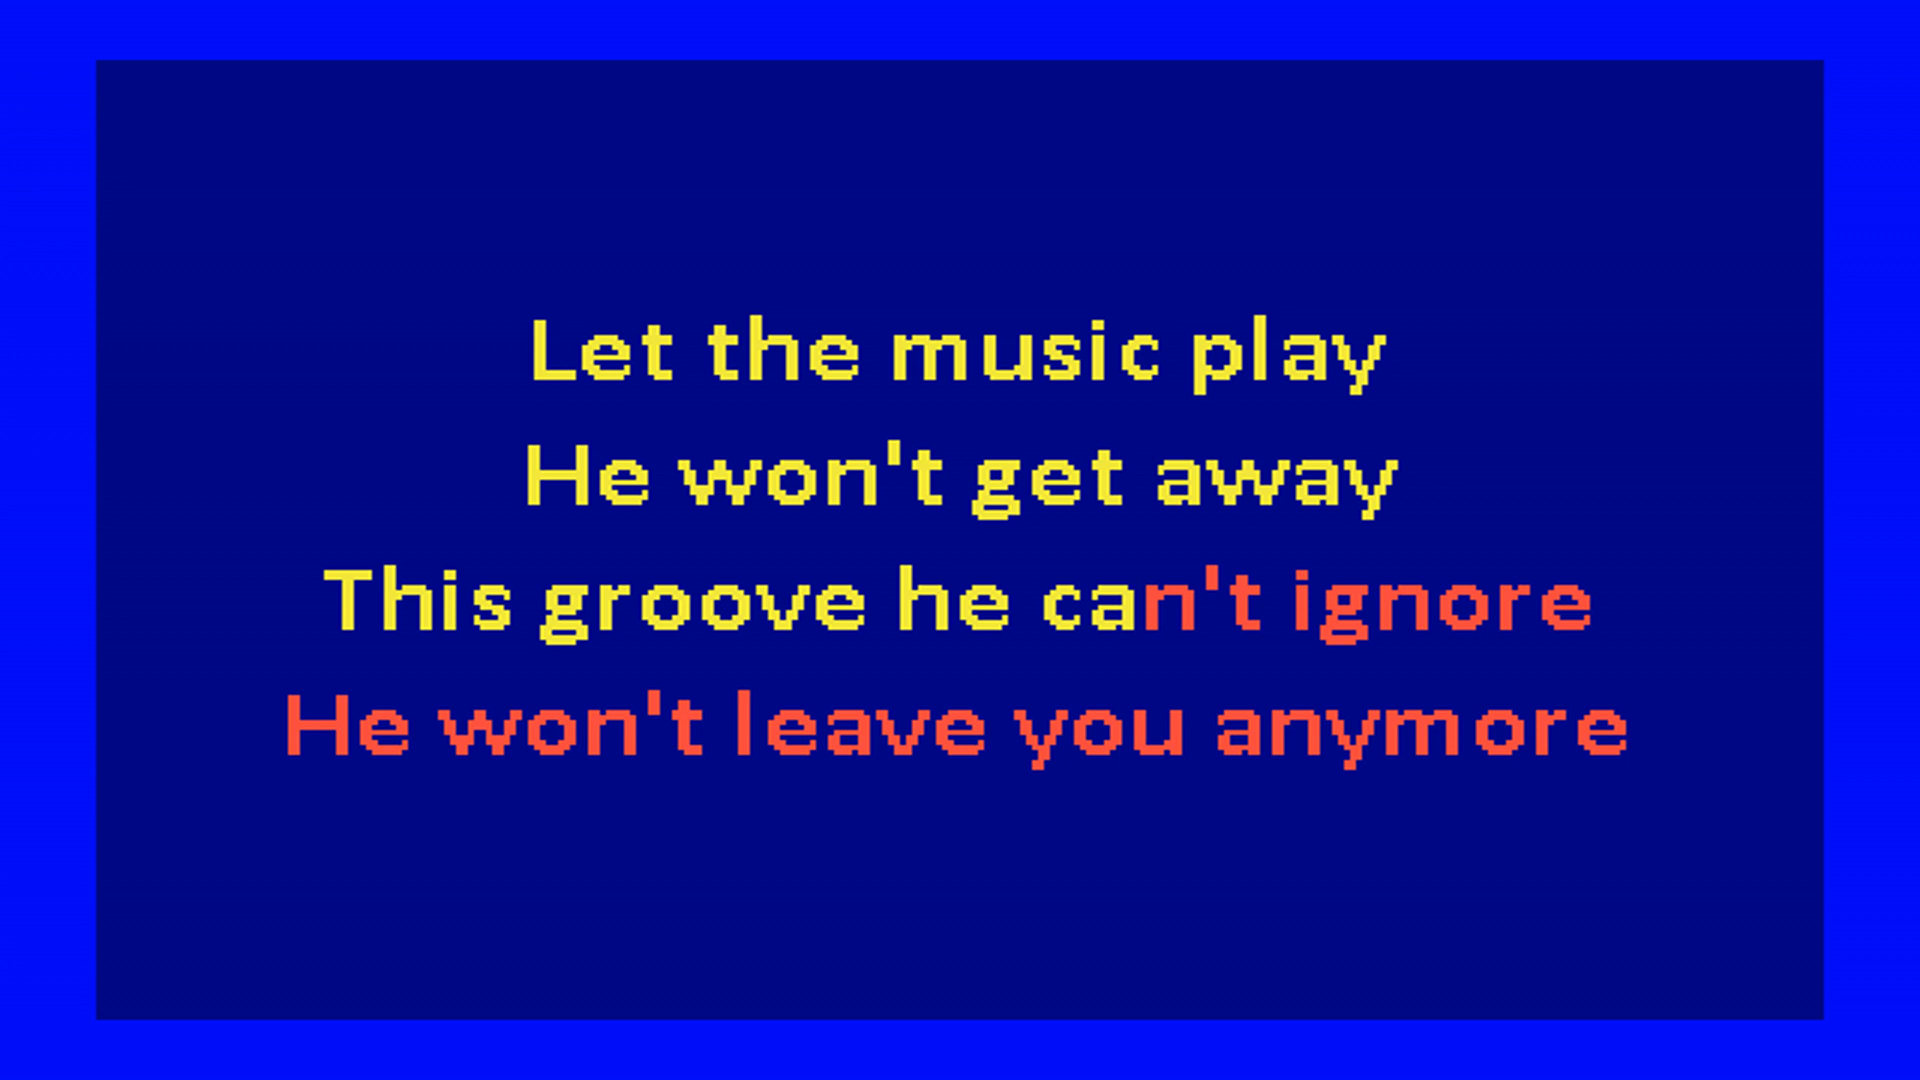 Let the music play
He won't get away
This groove he can't ignore
He won't leave you anymore